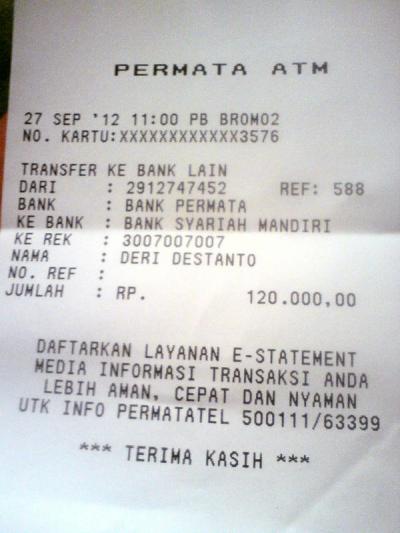 PERMATA ATM
27 SEP '12 11:00 PB BROMO2
NO. KARTU:XXXXXXXXXXXX3576
TRANSFER KE BANK LAIN
DARI : 2912747452 REF: 588
BANK : BANK PERMATA
KE BANK : BANK SYARIAH MANDIRI
KE REK : 3007007007
NAMA : DERI DESTANTO
NO. REF :
JUMLAH : RP. 120.000,00
DAFTARKAN LAYANAN E-STATEMENT
MEDIA INFORMASI TRANSAKSI ANDA
LEBIH AMAN, CEPAT DAN NYAMAN
UTK INFO PERMATATEL 500111/63399
*** TERIMA KASIH ***